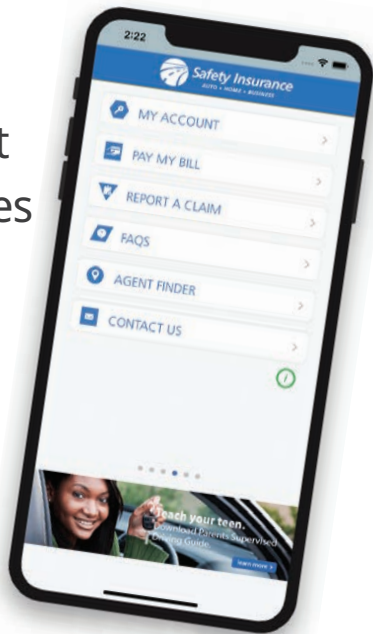 t
es
2:22
Safety Insurance
AUTO • HOME • BUSINESS
MY ACCOUNT
PAY MY BILL
REPORT A CLAIM
FAQS
AGENT FINDER
CONTACT US
i
Teach your teen.
Download Parents Supervised
Driving Guide.
learn more >